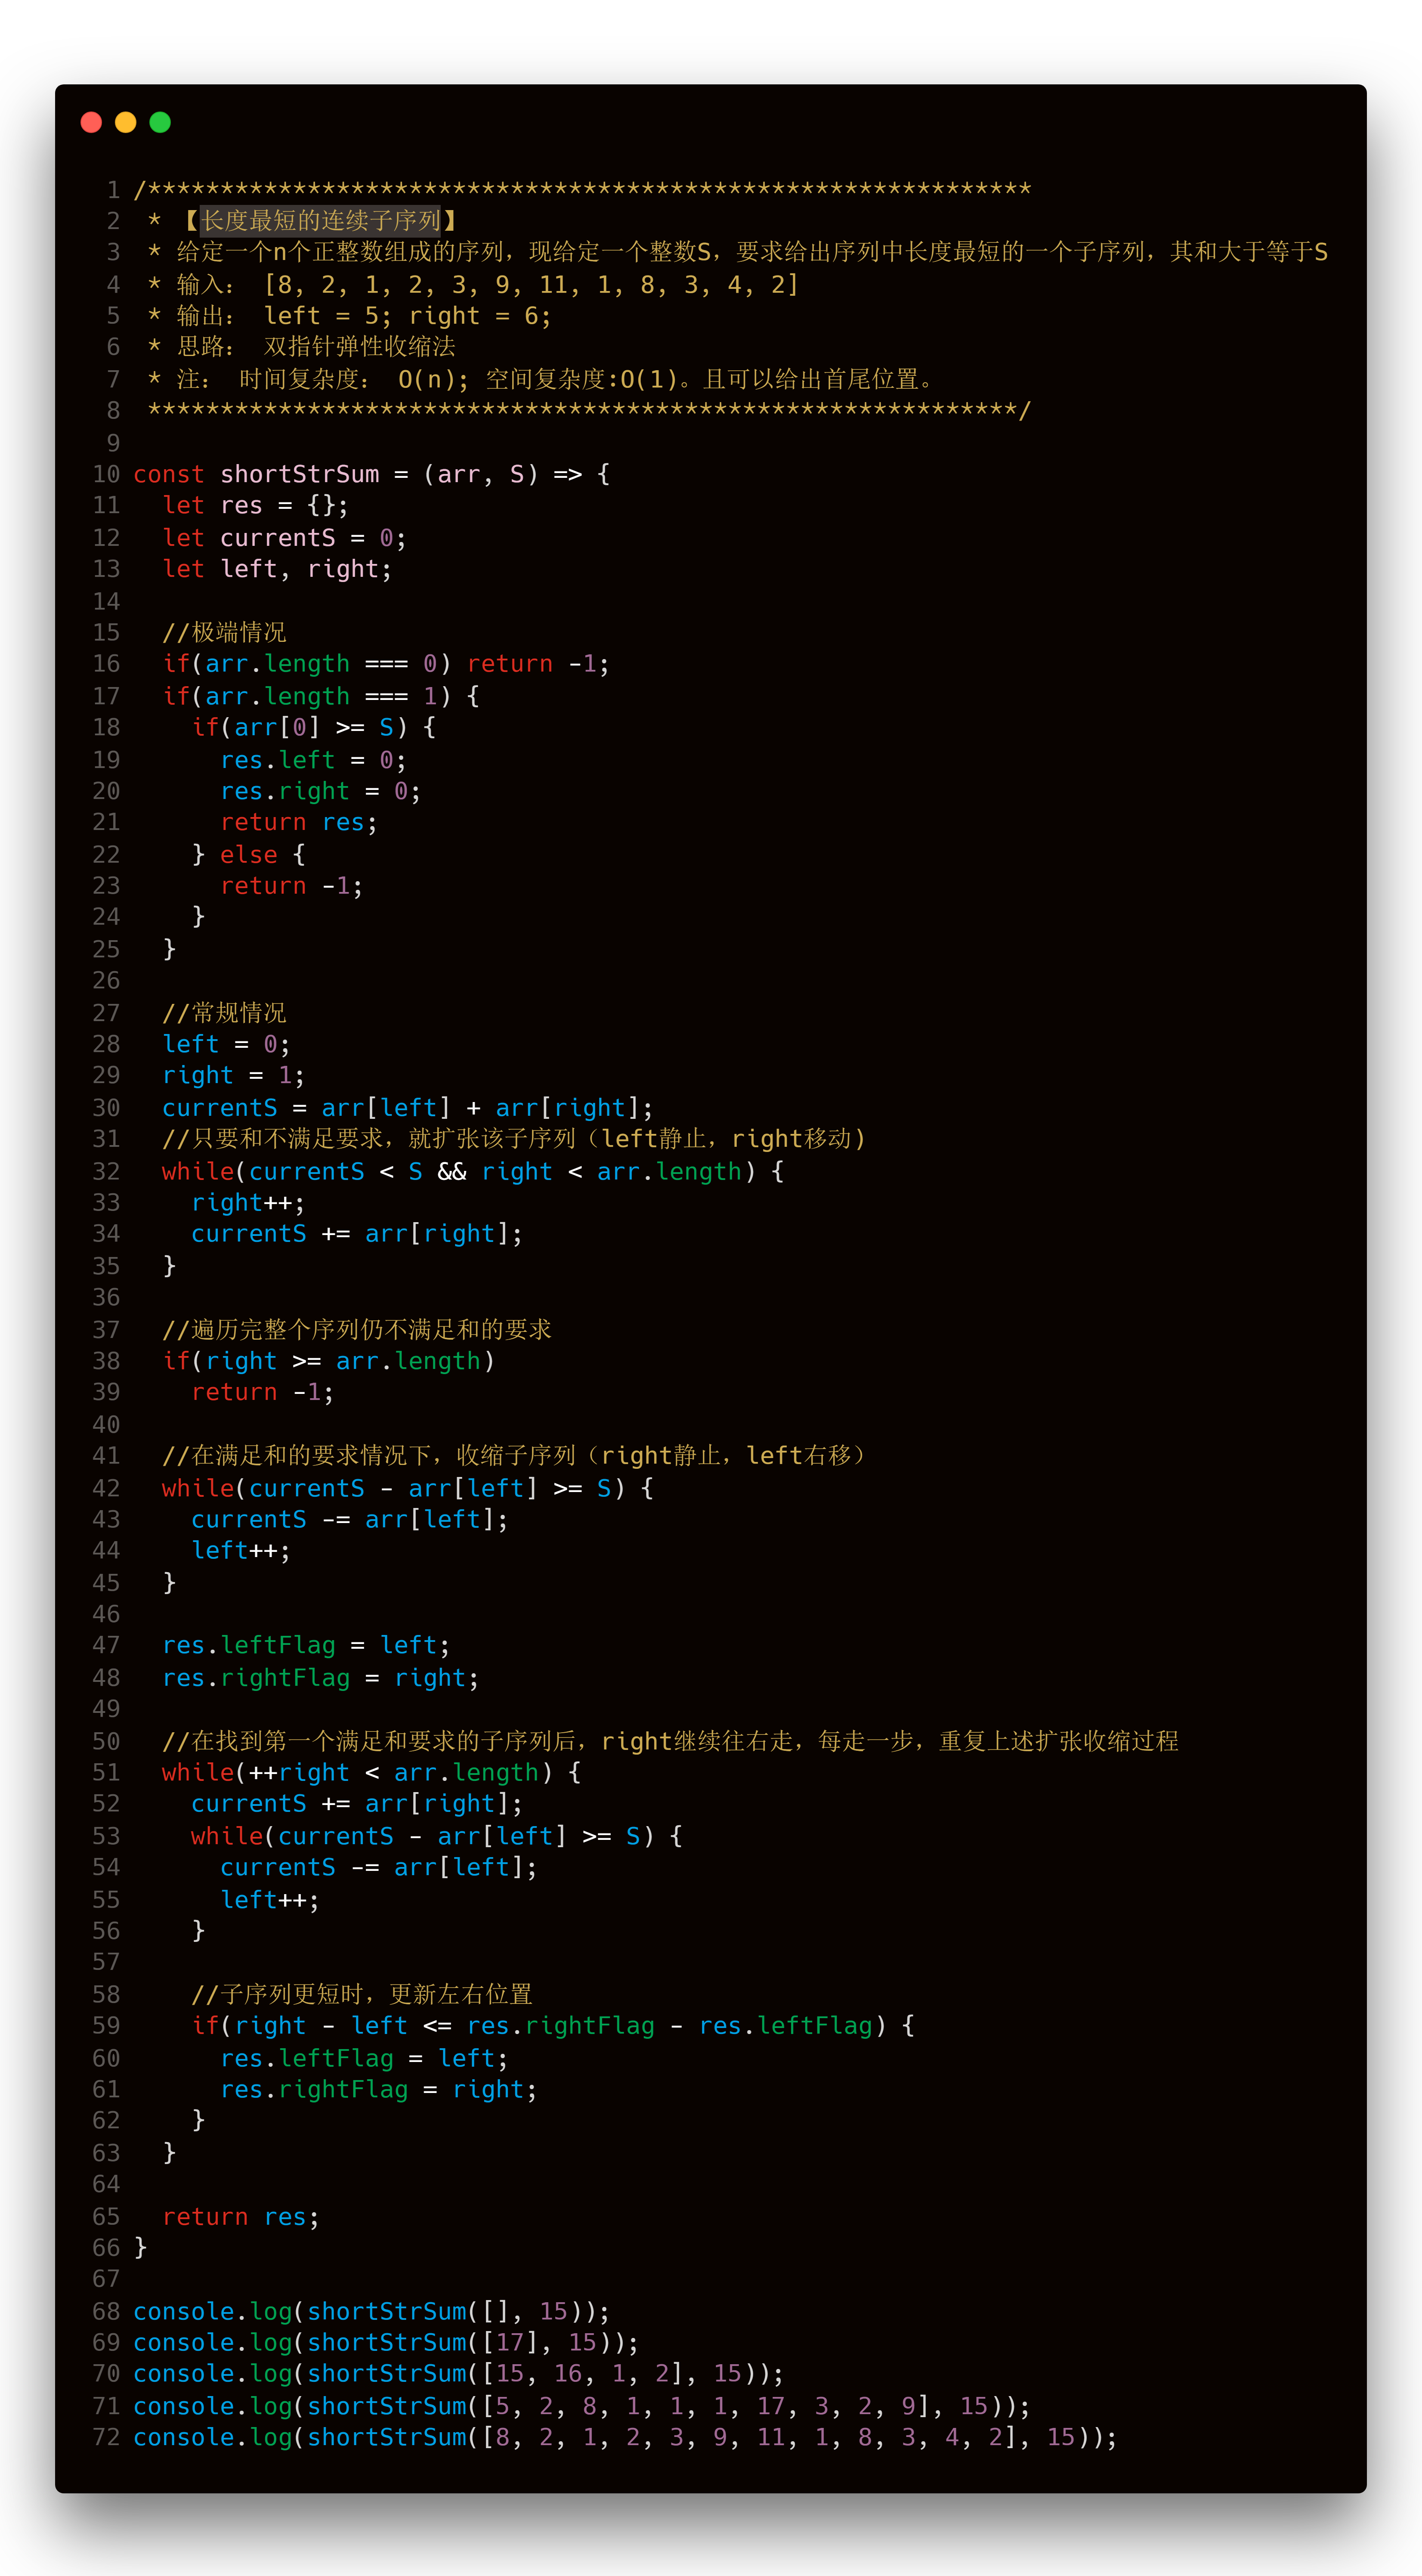 1 /*************************************************************
2  * 【长度最短的连续子序列】
3  * 给定一个n个正整数组成的序列，现给定一个整数S，要求给出序列中长度最短的一个子序列，其和大于等于S
4  * 输入： [8, 2, 1, 2, 3, 9, 11, 1, 8, 3, 4, 2]
5  * 输出： left = 5; right = 6;
6  * 思路： 双指针弹性收缩法
7  * 注： 时间复杂度： O(n); 空间复杂度:O(1)。且可以给出首尾位置。
8  ************************************************************/
9
10 const shortStrSum = (arr, S) => {
11   let res = {};
12   let currentS = 0;
13   let left, right;
14
15   //极端情况
16   if(arr.length === 0) return -1;
17   if(arr.length === 1) {
18     if(arr[0] >= S) {
19       res.left = 0;
20       res.right = 0;
21       return res;
22     } else {
23       return -1;
24     }
25   }
26
27   //常规情况
28   left = 0;
29   right = 1;
30   currentS = arr[left] + arr[right];
31   //只要和不满足要求，就扩张该子序列（left静止，right移动)
32   while(currentS < S && right < arr.length) {
33     right++;
34     currentS += arr[right];
35   }
36
37   //遍历完整个序列仍不满足和的要求
38   if(right >= arr.length)
39     return -1;
40
41   //在满足和的要求情况下，收缩子序列（right静止，left右移）
42   while(currentS - arr[left] >= S) {
43     currentS -= arr[left];
44     left++;
45   }
46
47   res.leftFlag = left;
48   res.rightFlag = right;
49
50   //在找到第一个满足和要求的子序列后，right继续往右走，每走一步，重复上述扩张收缩过程
51   while(++right < arr.length) {
52     currentS += arr[right];
53     while(currentS - arr[left] >= S) {
54       currentS -= arr[left];
55       left++;
56     }
57
58     //子序列更短时，更新左右位置
59     if(right - left <= res.rightFlag - res.leftFlag) {
60       res.leftFlag = left;
61       res.rightFlag = right;
62     }
63   }
64
65   return res;
66 }
67
68 console.log(shortStrSum([], 15));
69 console.log(shortStrSum([17], 15));
70 console.log(shortStrSum([15, 16, 1, 2], 15));
71 console.log(shortStrSum([5, 2, 8, 1, 1, 1, 17, 3, 2, 9], 15));
72 console.log(shortStrSum([8, 2, 1, 2, 3, 9, 11, 1, 8, 3, 4, 2], 15));